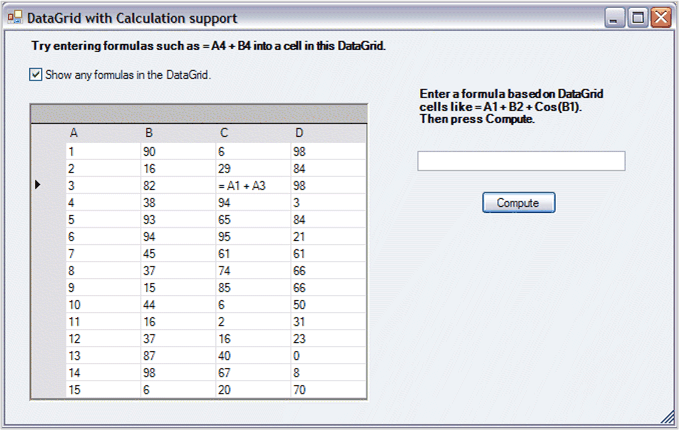 DataGrid with Calculation support
Try entering formulas such as = A4 + B4 into a cell in this DataGrid.
Show any formulas in the DataGrid.
Enter a formula based on DataGrid
cells like = A1 + B2 + Cos(B1).
Then press Compute.
Compute
A B C D
1 90 6 98
2 16 29 84
3 82 = A1 + A3 98
4 38 94 3
5 93 65 84
6 94 95 21
7 45 61 61
8 37 74 66
9 15 85 66
10 44 6 50
11 16 2 31
12 37 16 23
13 87 40 0
14 98 67 8
15 6 20 70